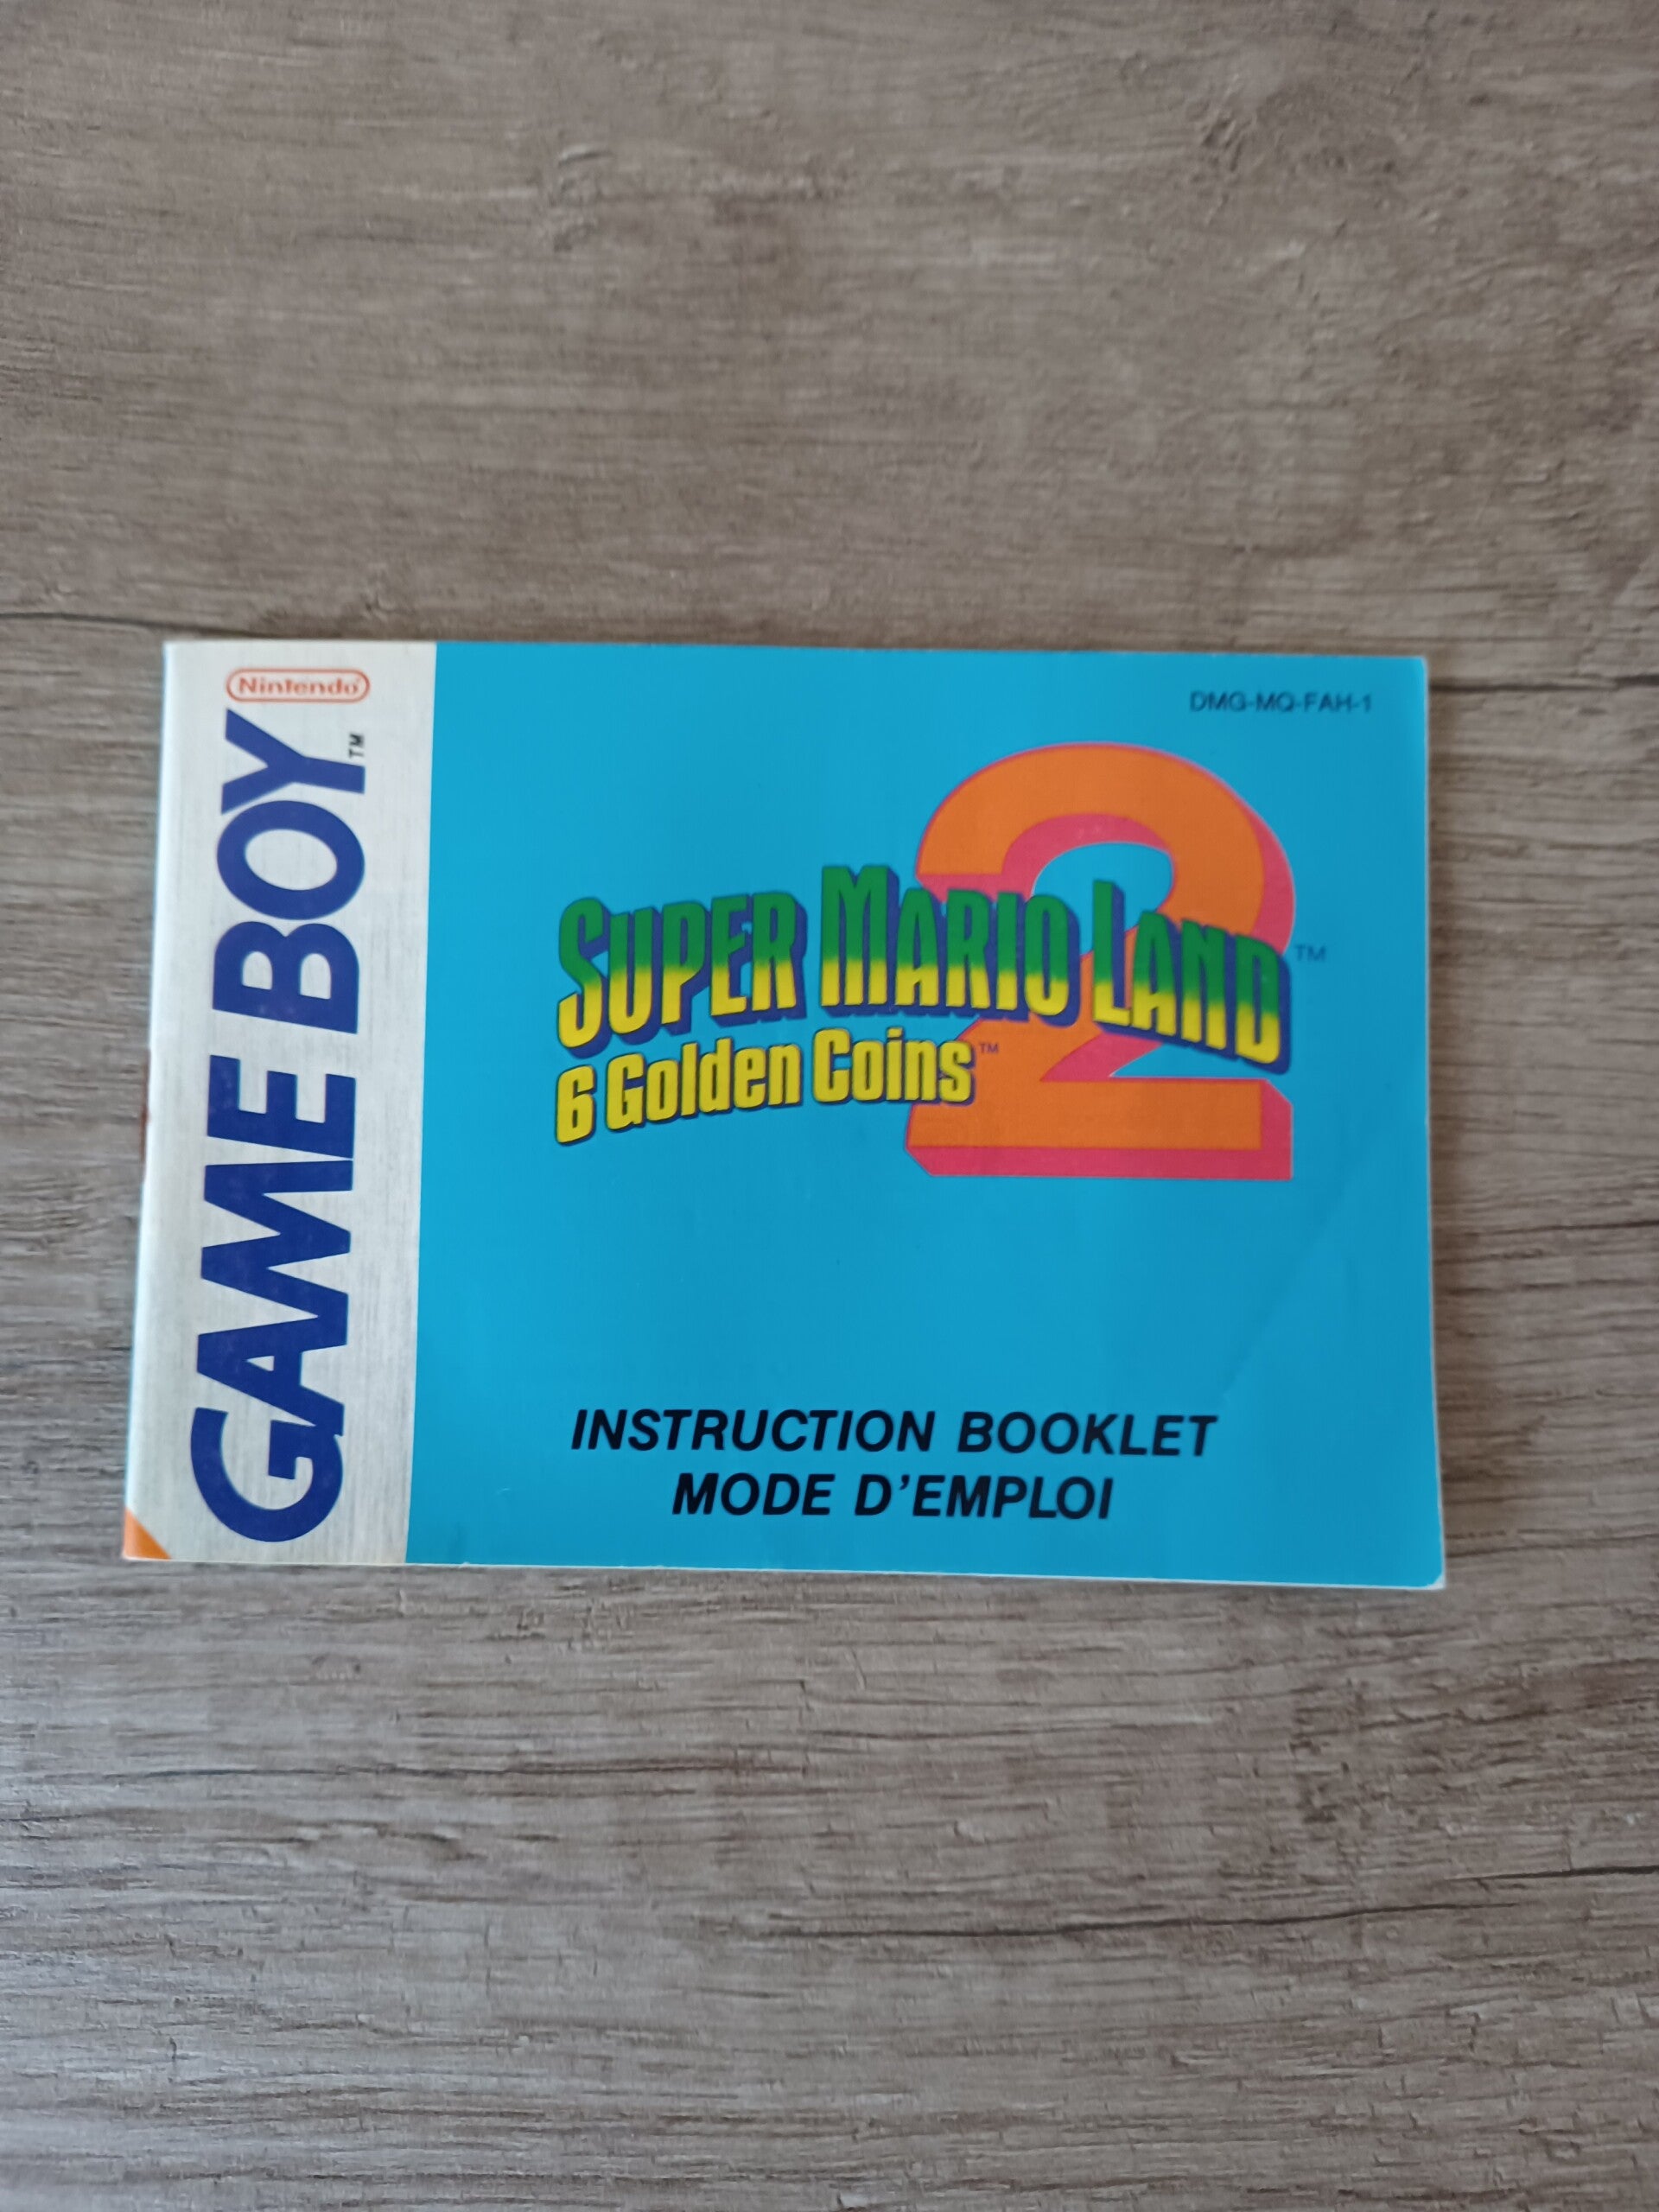 Nintendo®
GAME BOY™
DMG-MQ-FAH-1
2
SUPER MARIO LAND™
6 Golden Coins™
INSTRUCTION BOOKLET
MODE D'EMPLOI